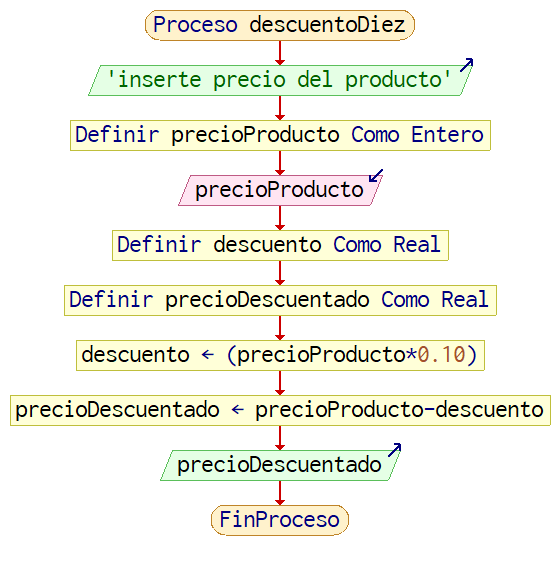 Proceso descuentoDiez
'inserte precio del producto'
Definir precioProducto Como Entero
precioProducto
Definir descuento Como Real
Definir precioDescuentado Como Real
descuento ← (precioProducto*0.10)
precioDescuentado ← precioProducto-descuento
precioDescuentado
FinProceso